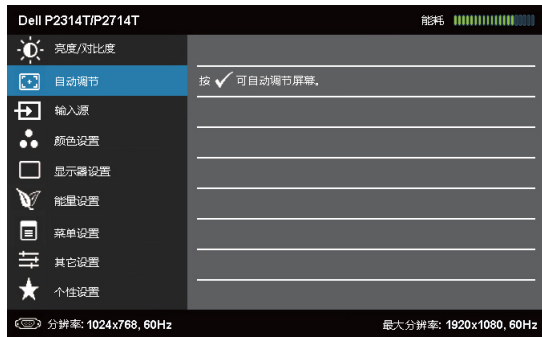 Dell P2314T/P2714T
能耗
亮度/对比度
自动调节
按 ✓ 可自动调节屏幕。
输入源
颜色设置
显示器设置
能量设置
菜单设置
其它设置
个性设置
分辨率: 1024x768, 60Hz
最大分辨率: 1920x1080, 60Hz